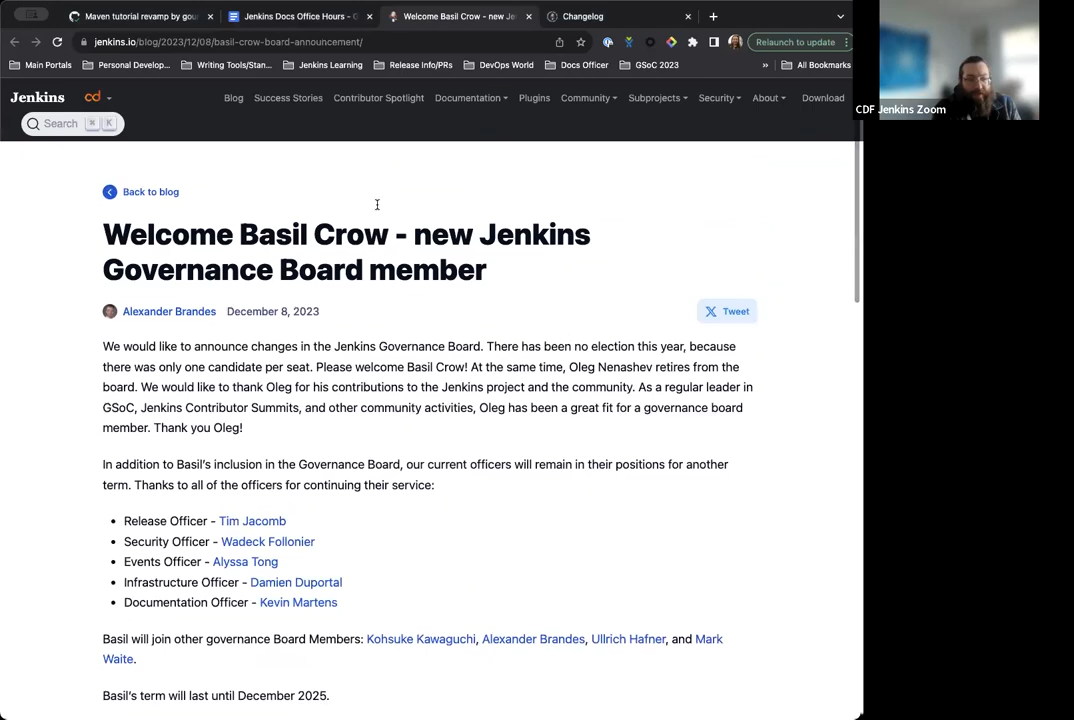 Maven tutorial revamp by gou
Jenkins Docs Office Hours - G
Welcome Basil Crow - new Je
Changelog
jenkins.io/blog/2023/12/08/basil-crow-board-announcement/
Relaunch to update
Main Portals
Personal Develop...
Writing Tools/Stan...
Jenkins Learning
Release Info/PRs
DevOps World
Docs Officer
GSoC 2023
»
All Bookmarks
Jenkins
cd
Blog Success Stories Contributor Spotlight Documentation Plugins Community Subprojects Security About Download
Search ⌘ K
CDF Jenkins Zoom
Back to blog
Welcome Basil Crow - new Jenkins
Governance Board member
Alexander Brandes December 8, 2023
Tweet
We would like to announce changes in the Jenkins Governance Board. There has been no election this year, because
there was only one candidate per seat. Please welcome Basil Crow! At the same time, Oleg Nenashev retires from the
board. We would like to thank Oleg for his contributions to the Jenkins project and the community. As a regular leader in
GSoC, Jenkins Contributor Summits, and other community activities, Oleg has been a great fit for a governance board
member. Thank you Oleg!
In addition to Basil's inclusion in the Governance Board, our current officers will remain in their positions for another
term. Thanks to all of the officers for continuing their service:
• Release Officer - Tim Jacomb
• Security Officer - Wadeck Follonier
• Events Officer - Alyssa Tong
• Infrastructure Officer - Damien Duportal
• Documentation Officer - Kevin Martens
Basil will join other governance Board Members: Kohsuke Kawaguchi, Alexander Brandes, Ullrich Hafner, and Mark
Waite.
Basil's term will last until December 2025.